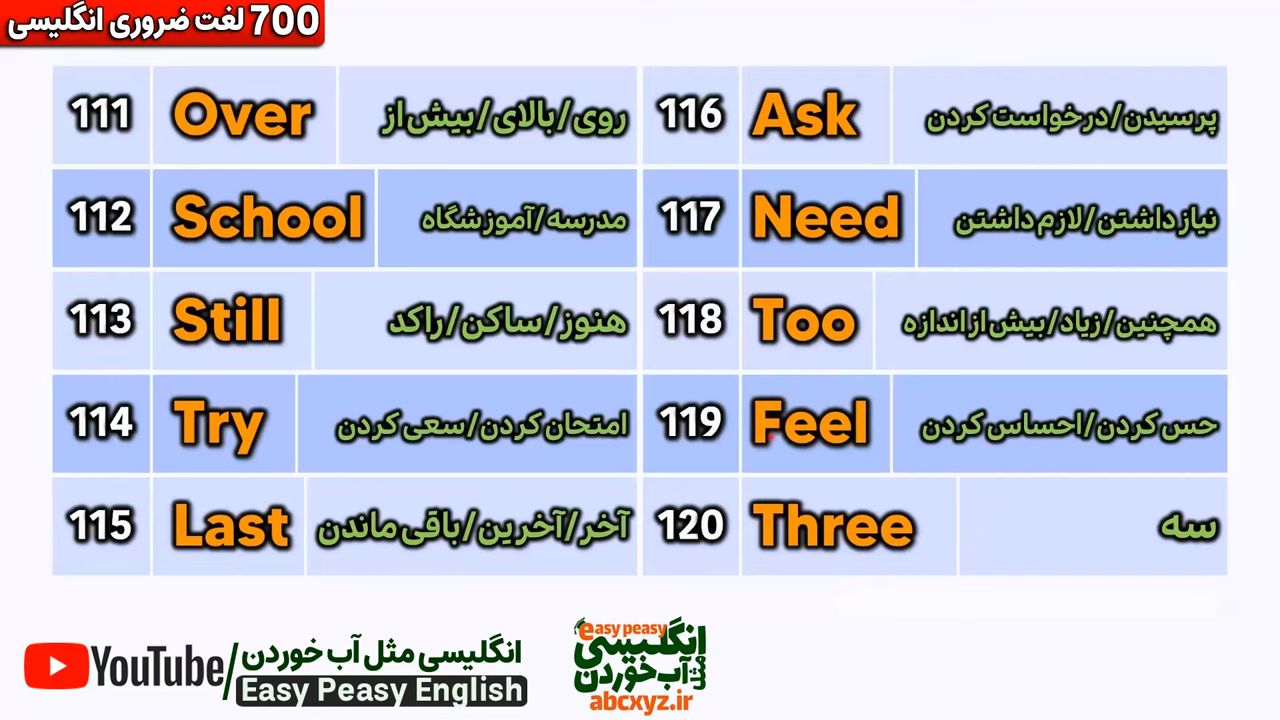 700 لغت ضروری انگلیسی
111 Over روی/بالای/بیش از
112 School مدرسه/آموزشگاه
113 Still هنوز/ساکن/راکد
114 Try امتحان کردن/سعی کردن
115 Last آخر/آخرین/باقی ماندن
116 Ask پرسیدن/درخواست کردن
117 Need نیاز داشتن/لازم داشتن
118 Too همچنین/زیاد/بیش از اندازه
119 Feel حس کردن/احساس کردن
120 Three سه
YouTube/انگلیسی مثل آب خوردن
Easy Peasy English
easy peasy
انگلیسی
مثل آب خوردن
abcxyz.ir